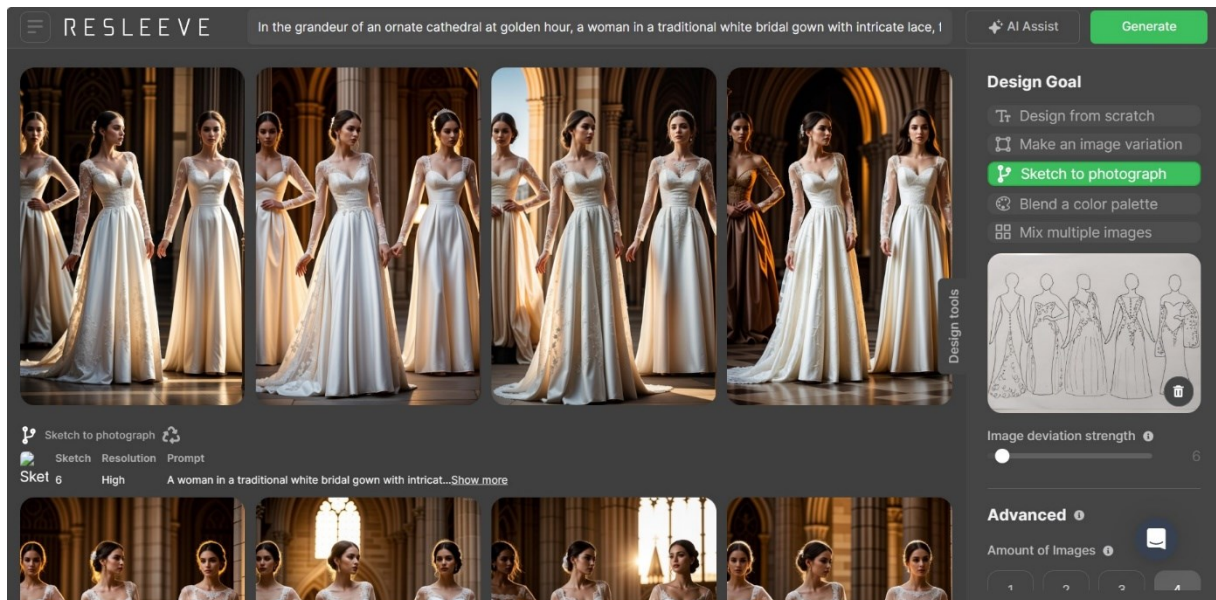 RESLEEVE
In the grandeur of an ornate cathedral at golden hour, a woman in a traditional white bridal gown with intricate lace,
AI Assist
Generate
Design Goal
Design from scratch
Make an image variation
Sketch to photograph
Blend a color palette
Mix multiple images
Design tools
Image deviation strength
6
Sketch to photograph
Sket
Sketch Resolution Prompt
6 High A woman in a traditional white bridal gown with intricat...Show more
Advanced
Amount of Images
1 2 3 4